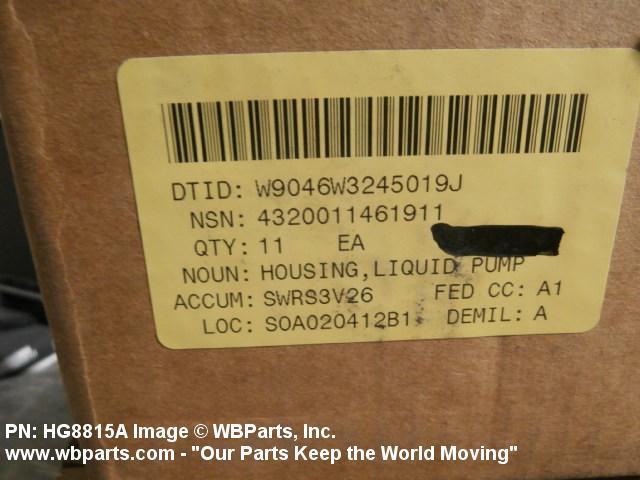 DTID: W9046W3245019J
NSN: 4320011461911
QTY: 11 EA
NOUN: HOUSING,LIQUID PUMP
ACCUM: SWRS3V26 FED CC: A1
LOC: SOA020412B1 DEMIL: A
PN: HG8815A Image © WBParts, Inc.
www.wbparts.com - "Our Parts Keep the World Moving"